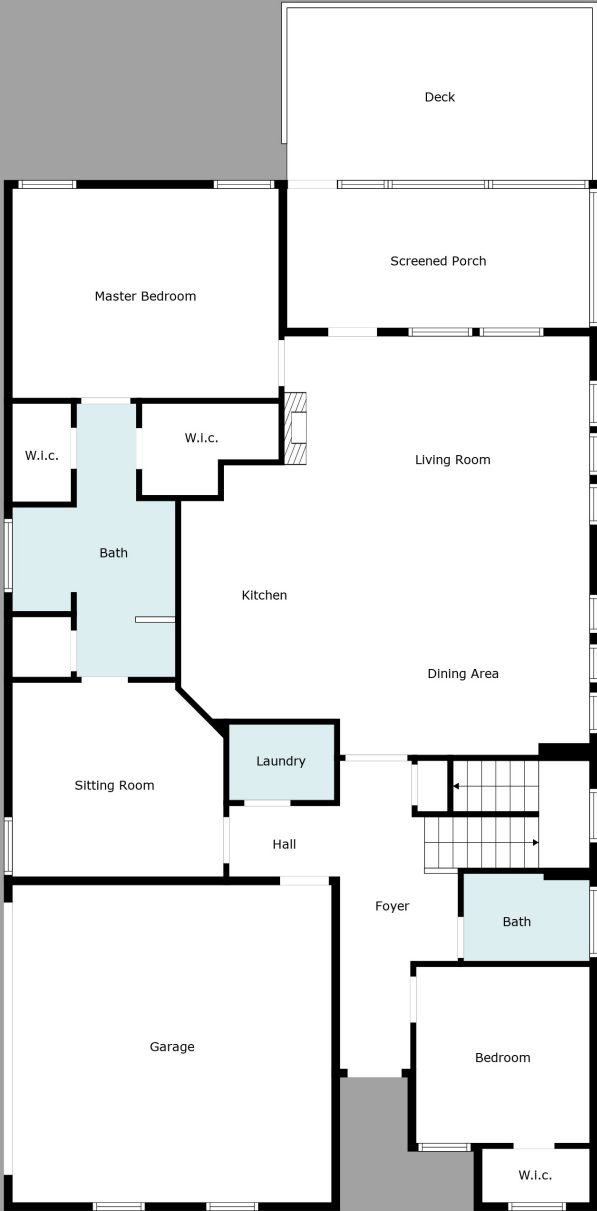 Deck
Screened Porch
Master Bedroom
W.i.c.
W.i.c.
Living Room
Bath
Kitchen
Dining Area
Laundry
Sitting Room
Hall
Foyer
Bath
Garage
Bedroom
W.i.c.